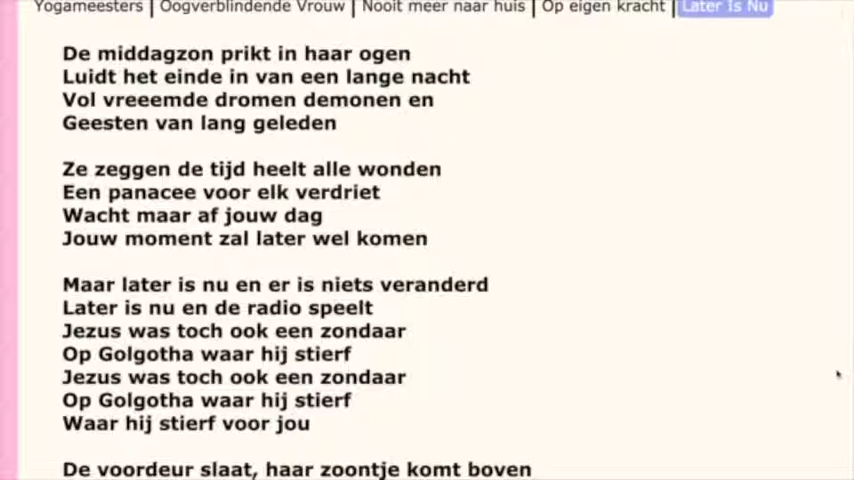 Yogameesters | Oogverblindende Vrouw | Nooit meer naar huis | Op eigen kracht | Later Is Nu
De middagzon prikt in haar ogen
Luidt het einde in van een lange nacht
Vol vreeemde dromen demonen en
Geesten van lang geleden
Ze zeggen de tijd heelt alle wonden
Een panacee voor elk verdriet
Wacht maar af jouw dag
Jouw moment zal later wel komen
Maar later is nu en er is niets veranderd
Later is nu en de radio speelt
Jezus was toch ook een zondaar
Op Golgotha waar hij stierf
Jezus was toch ook een zondaar
Op Golgotha waar hij stierf
Waar hij stierf voor jou
De voordeur slaat, haar zoontje komt boven